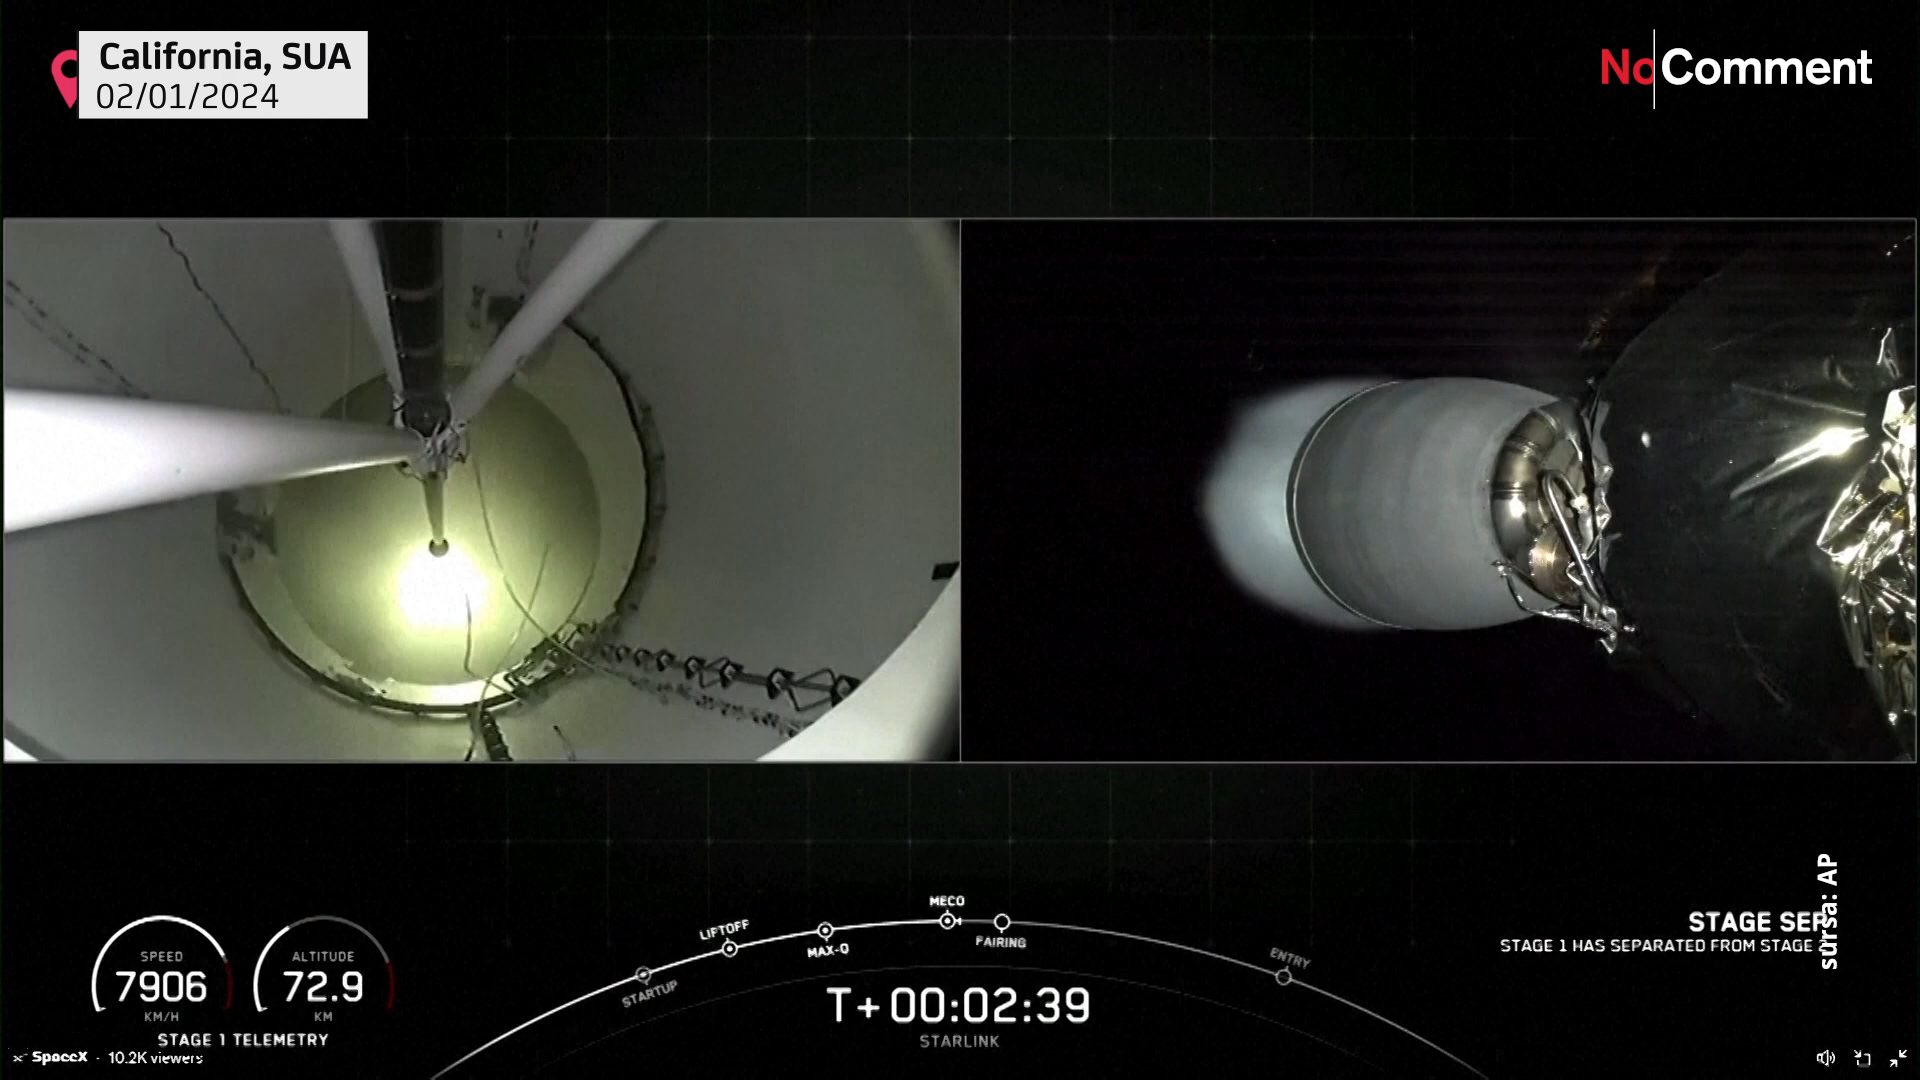 California, SUA
02/01/2024
NoComment
SPEED
7906
KM/H
ALTITUDE
72.9
KM
STAGE 1 TELEMETRY
STARTUP
LIFTOFF
MAX-Q
MECO
FAIRING
ENTRY
T+00:02:39
STARLINK
STAGE SEP
STAGE 1 HAS SEPARATED FROM STAGE 2
sursa: AP
SpaceX · 10.2K viewers